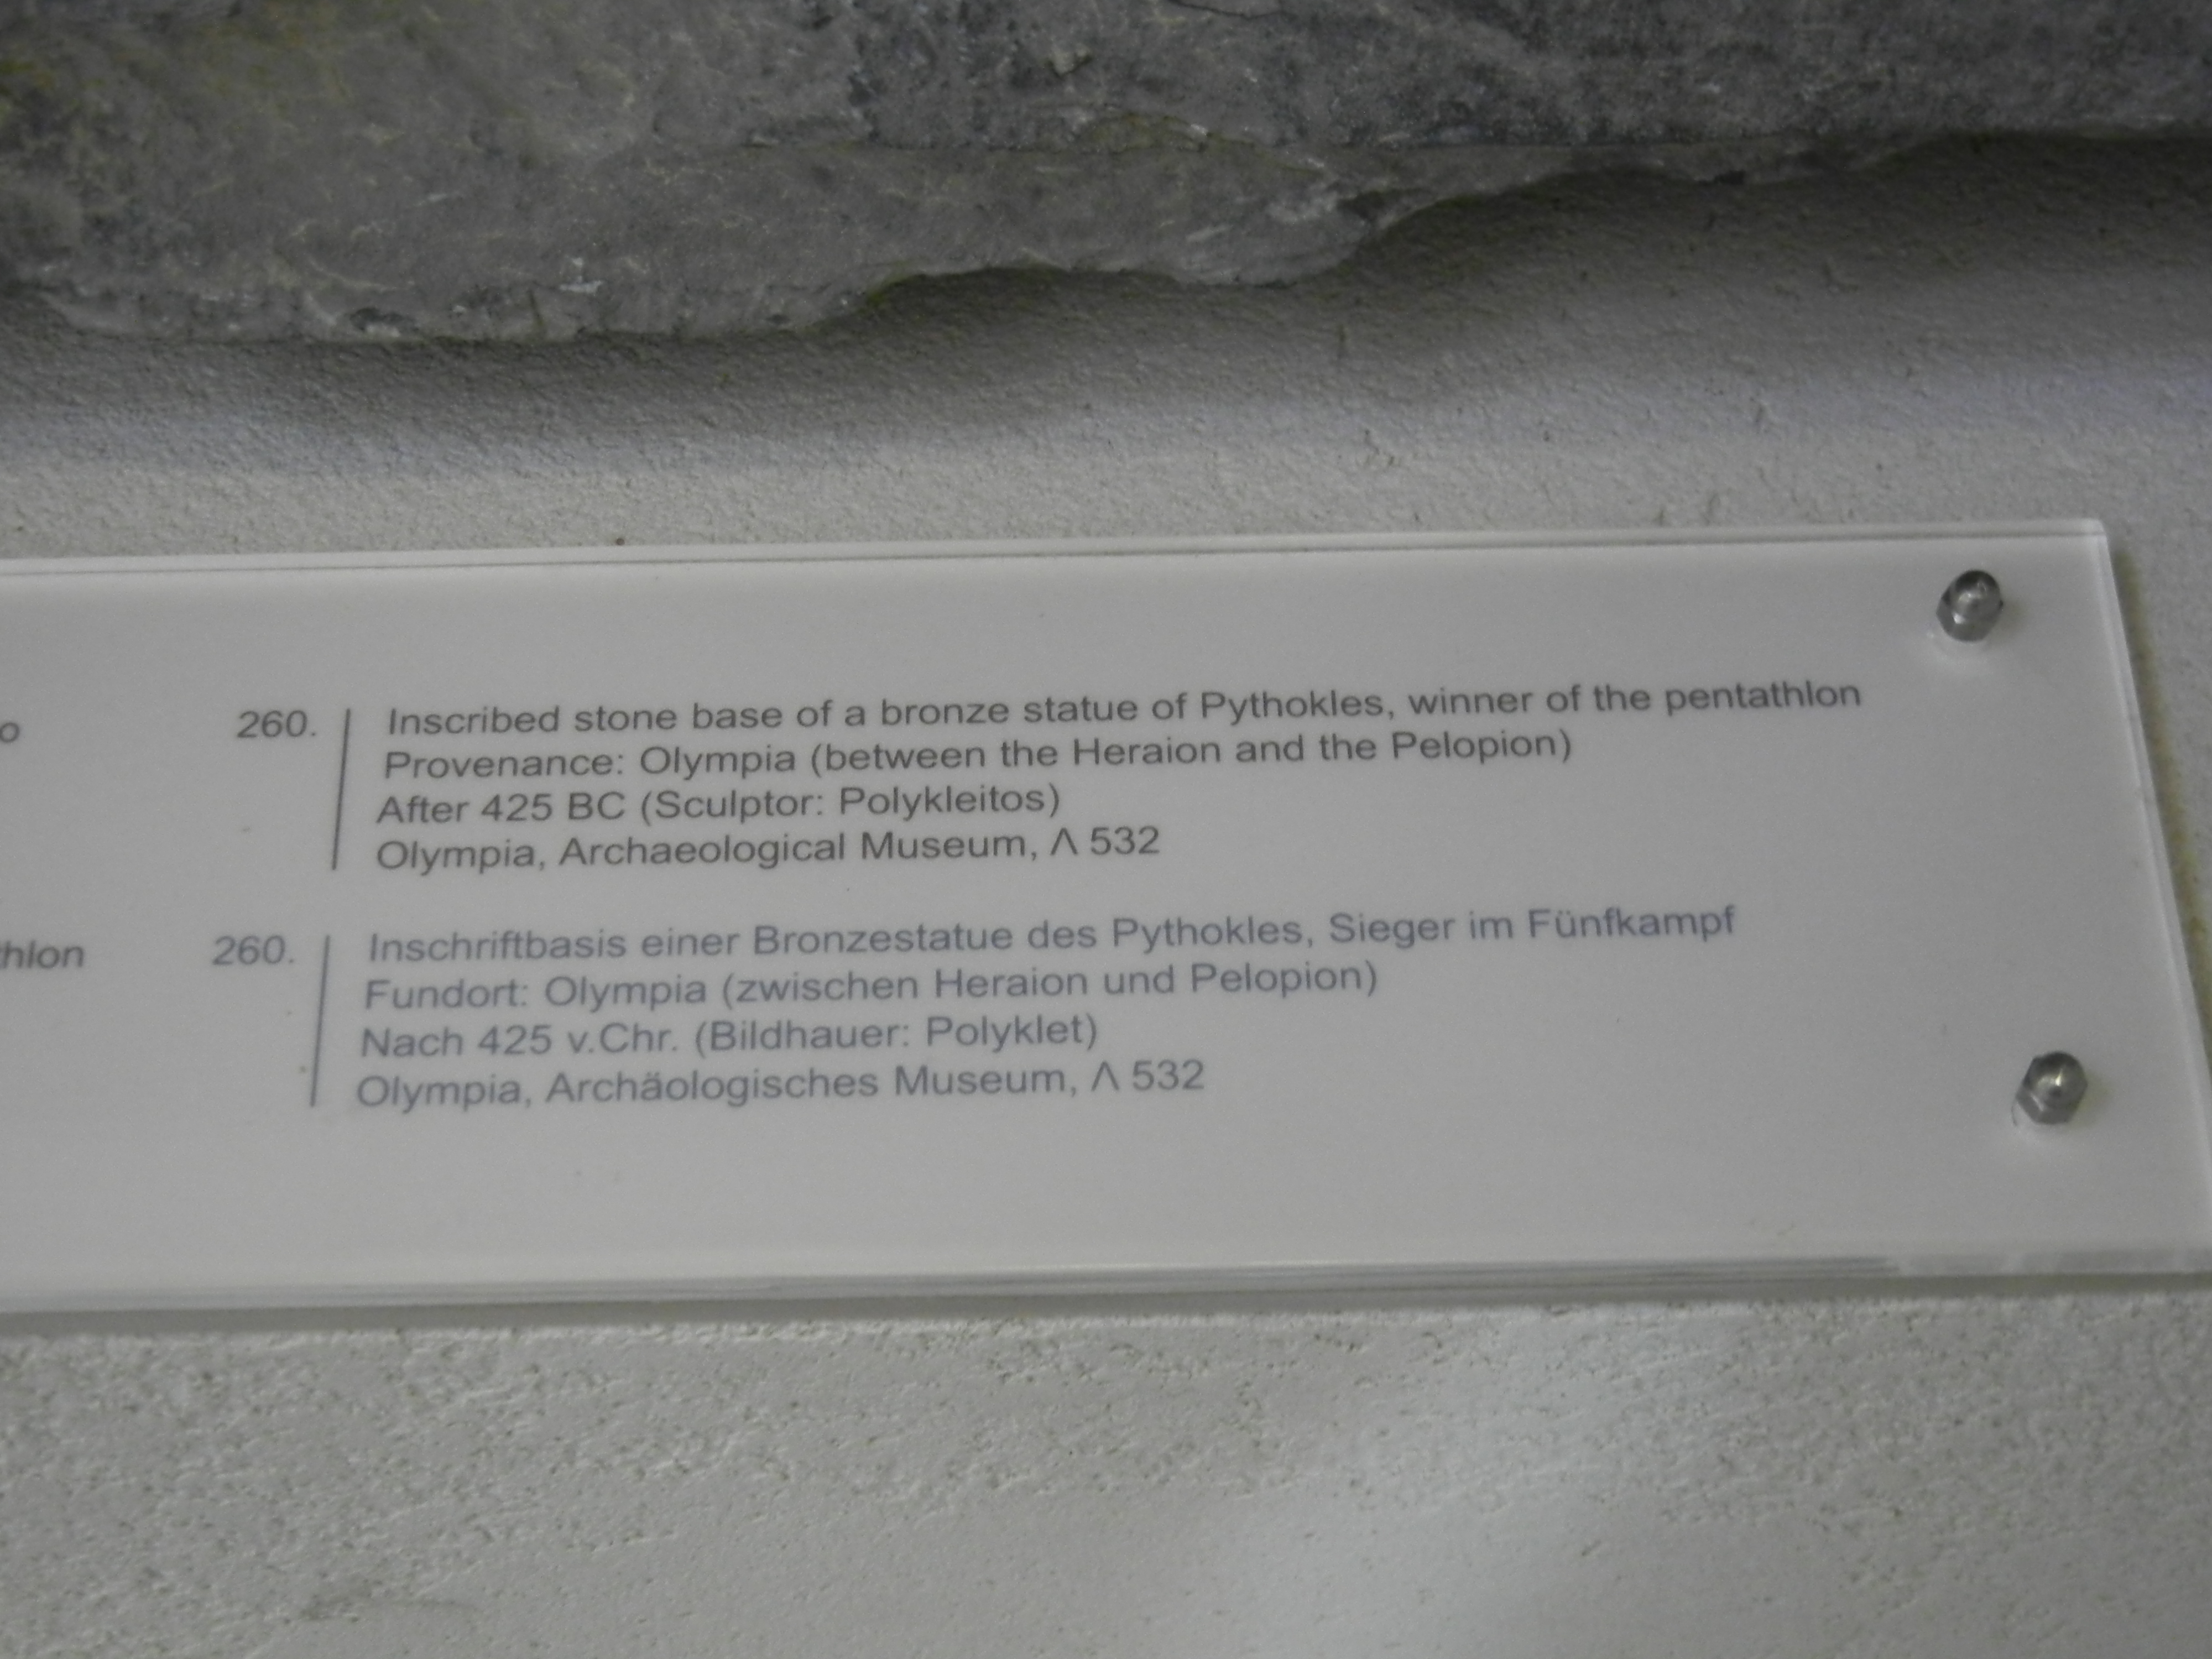 260. Inscribed stone base of a bronze statue of Pythokles, winner of the pentathlon
Provenance: Olympia (between the Heraion and the Pelopion)
After 425 BC (Sculptor: Polykleitos)
Olympia, Archaeological Museum, Λ 532
260. Inschriftbasis einer Bronzestatue des Pythokles, Sieger im Fünfkampf
Fundort: Olympia (zwischen Heraion und Pelopion)
Nach 425 v.Chr. (Bildhauer: Polyklet)
Olympia, Archäologisches Museum, Λ 532